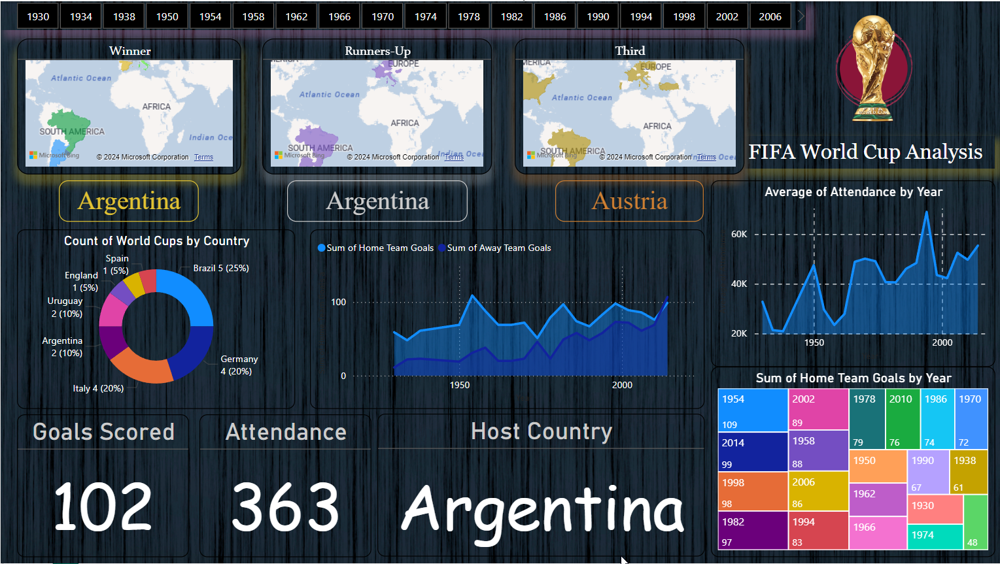 1930 1934 1938 1950 1954 1958 1962 1966 1970 1974 1978 1982 1986 1990 1994 1998 2002 2006
Winner
Atlantic Ocean
AFRICA
SOUTH AMERICA
Indian Oce
Microsoft Bing
© 2024 Microsoft Corporation Terms
Runners-Up
EUROPE
Atlantic Ocean
AFRICA
SOUTH AMERICA
Indian Oce
Microsoft Bing
© 2024 Microsoft Corporation Terms
Third
MERICA
EUROPE
Atlantic Ocean
AFRICA
SOUTH AMERICA
Microsoft Bing
© 2024 Microsoft Corporation Terms
WORLD CUP
FIFA World Cup Analysis
Argentina
Argentina
Austria
Count of World Cups by Country
Spain
1 (5%)
England
1 (5%)
Uruguay
2 (10%)
Argentina
2 (10%)
Italy 4 (20%)
Brazil 5 (25%)
Germany
4 (20%)
Sum of Home Team Goals Sum of Away Team Goals
100
0
1950 2000
Average of Attendance by Year
60K
40K
20K
1950 2000
Goals Scored
102
Attendance
363
Host Country
Argentina
Sum of Home Team Goals by Year
1954
109
2014
99
1998
98
1982
97
2002
89
1958
88
2006
86
1994
83
1978
79
2010
76
1986
74
1970
72
1950
1962
1966
1990
67
1938
61
1930
1974
48